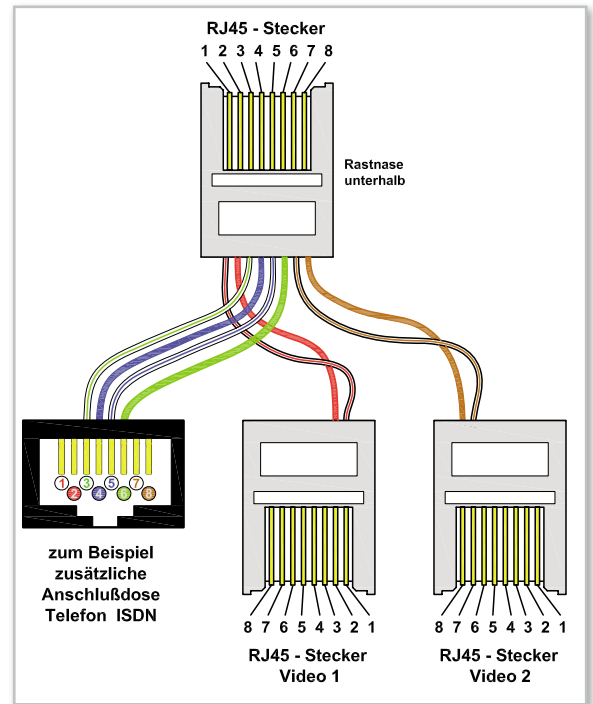 RJ45 - Stecker
1 2 3 4 5 6 7 8
Rastnase
unterhalb
1 3 5 7
2 4 6 8
zum Beispiel
zusätzliche
Anschlußdose
Telefon ISDN
8 7 6 5 4 3 2 1
RJ45 - Stecker
Video 1
8 7 6 5 4 3 2 1
RJ45 - Stecker
Video 2